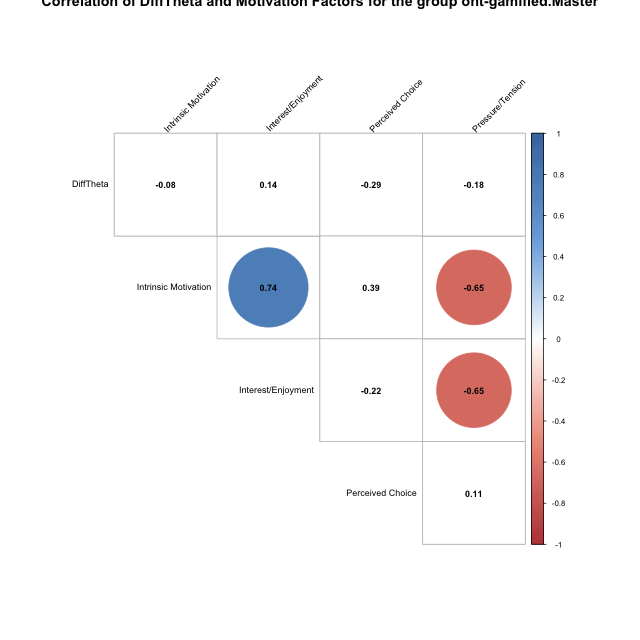 Correlation of DiffTheta and Motivation Factors for the group ont-gamified.Master
Intrinsic Motivation
Interest/Enjoyment
Perceived Choice
Pressure/Tension
DiffTheta -0.08 0.14 -0.29 -0.18
Intrinsic Motivation 0.74 0.39 -0.65
Interest/Enjoyment -0.22 -0.65
Perceived Choice 0.11
1
0.8
0.6
0.4
0.2
0
-0.2
-0.4
-0.6
-0.8
-1